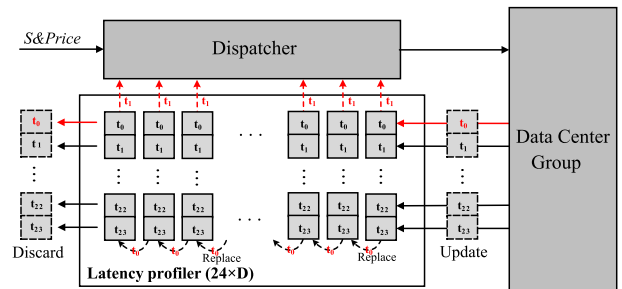 S&Price
Dispatcher
t₁ t₁ t₁ t₁ t₁ t₁
t₀ t₀ t₀ t₀ . . . t₀ t₀ t₀ t₀
t₁ t₁ t₁ t₁ t₁ t₁ t₁ t₁
Data Center
Group
t₂₂ t₂₂ t₂₂ t₂₂ . . . t₂₂ t₂₂ t₂₂ t₂₂
t₂₃ t₂₃ t₂₃ t₂₃ t₂₃ t₂₃ t₂₃ t₂₃
t₀ t₀ t₀ t₀ t₀ t₀
Discard Replace Replace Update
Latency profiler (24×D)